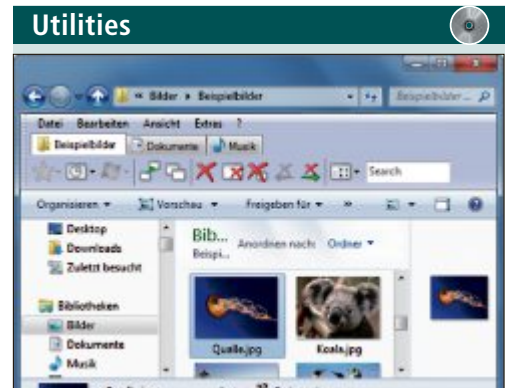 Utilities
« Bilder ▸ Beispielbilder Beispielbilder ...
Datei Bearbeiten Ansicht Extras ?
Beispielbilder Dokumente Musik
Search
Organisieren Vorschau Freigeben für »
Desktop
Downloads
Zuletzt besucht
Bibliotheken
Bilder
Dokumente
Musik
Bib...
Beispi...
Anordnen nach: Ordner
Qualle.jpg Koala.jpg